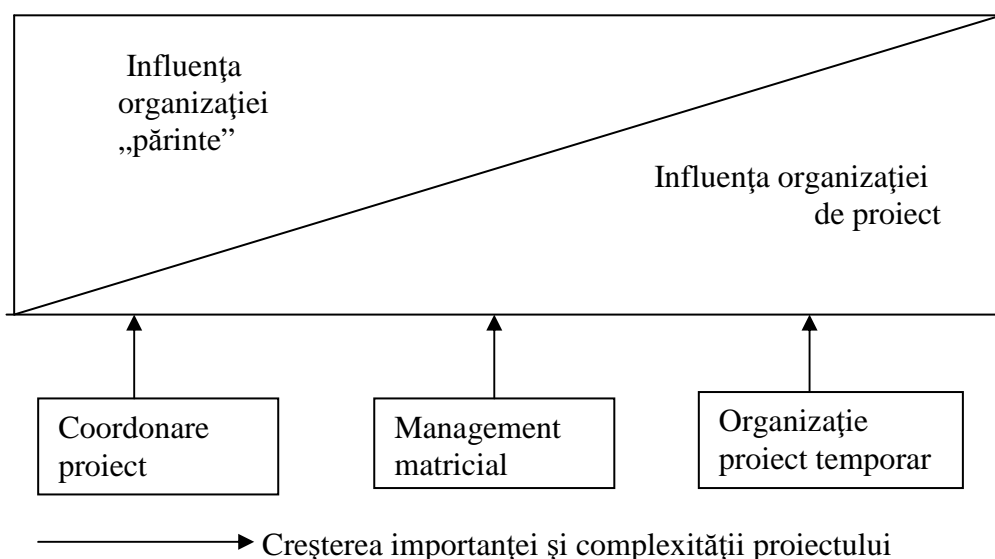 Influenţa
organizaţiei
„părinte”
Influenţa organizaţiei
de proiect
Coordonare
proiect
Management
matricial
Organizaţie
proiect temporar
Creşterea importanţei şi complexităţii proiectului